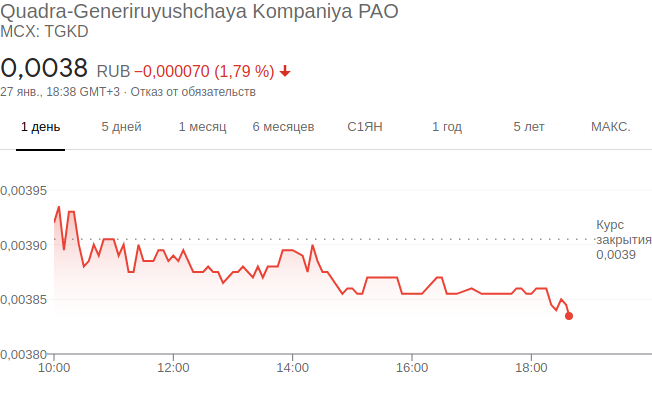 Quadra-Generiruyushchaya Kompaniya PAO
MCX: TGKD
0,0038 RUB −0,000070 (1,79 %)
27 янв., 18:38 GMT+3 · Отказ от обязательств
1 день 5 дней 1 месяц 6 месяцев С1ЯН 1 год 5 лет МАКС.
0,00395
Курс
закрытия
0,0039
0,00390
0,00385
0,00380
10:00 12:00 14:00 16:00 18:00